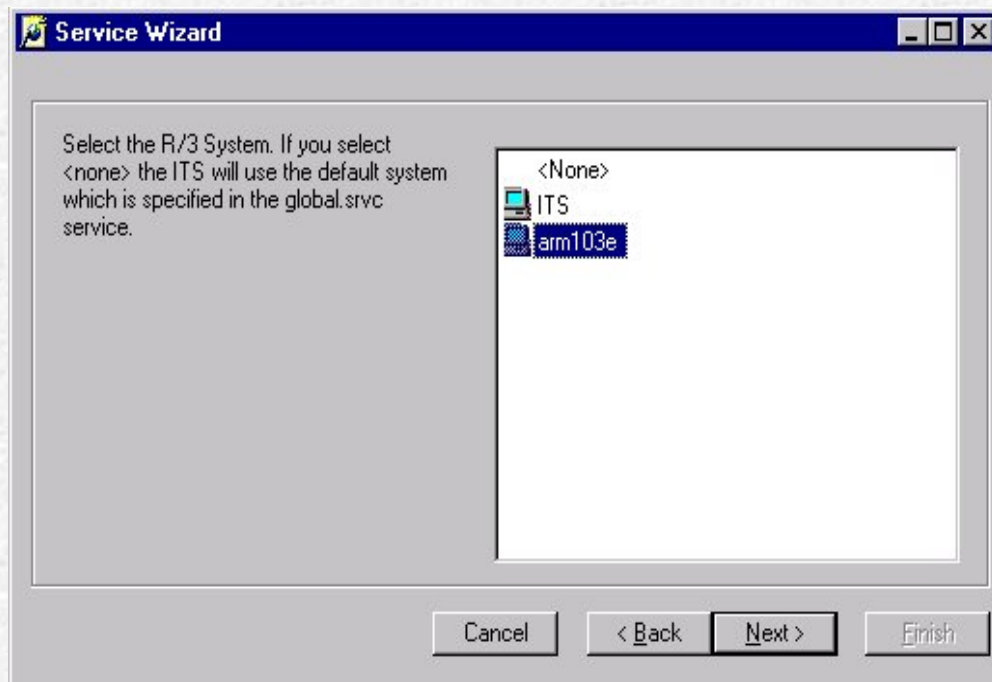 Service Wizard
Select the R/3 System. If you select
<none> the ITS will use the default system
which is specified in the global.srvc
service.
<None>
ITS
arm103e
Cancel
< Back
Next >
Finish